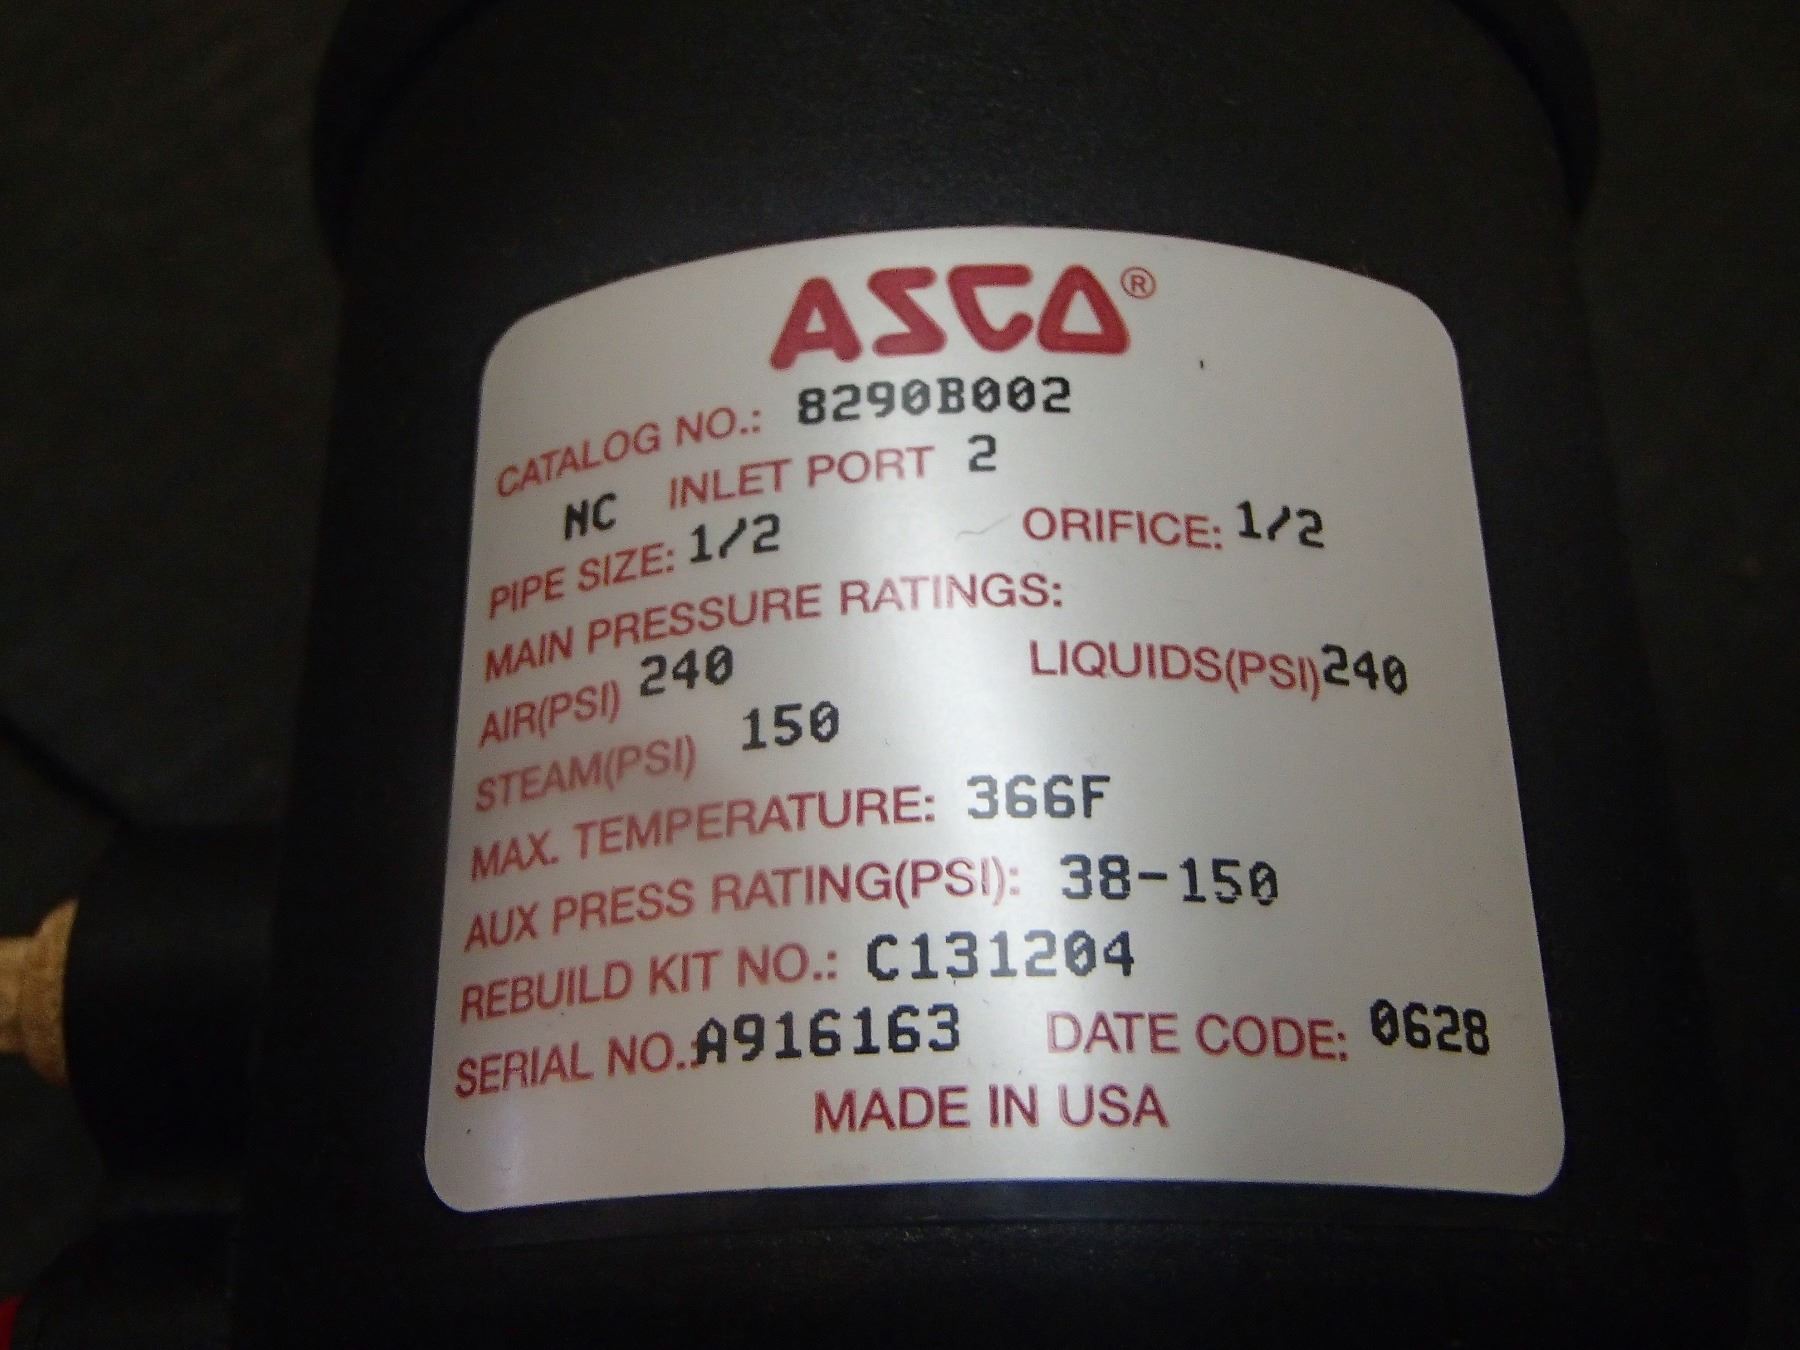 ASCO®
CATALOG NO.: 8290B002
NC INLET PORT 2
PIPE SIZE: 1/2 ORIFICE: 1/2
MAIN PRESSURE RATINGS:
AIR(PSI) 240 LIQUIDS(PSI) 240
STEAM(PSI) 150
MAX. TEMPERATURE: 366F
AUX PRESS RATING(PSI): 38-150
REBUILD KIT NO.: C131204
SERIAL NO.: A916163 DATE CODE: 0628
MADE IN USA